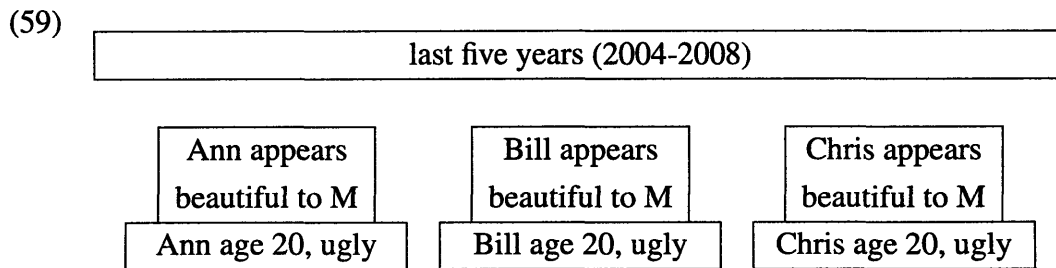 (59)
last five years (2004-2008)
Ann appears Bill appears Chris appears
beautiful to M beautiful to M beautiful to M
Ann age 20, ugly Bill age 20, ugly Chris age 20, ugly